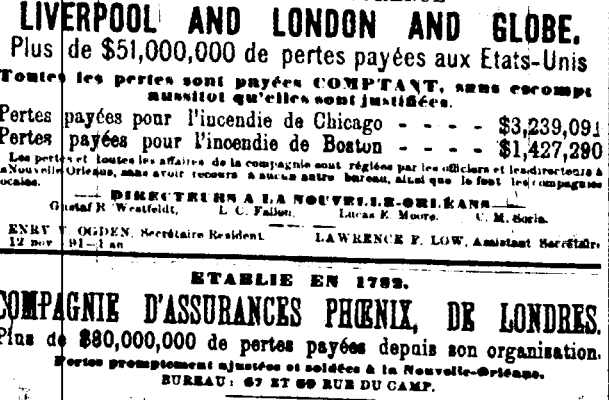 LIVERPOOL AND LONDON AND GLOBE.
Plus de $51,000,000 de pertes payées aux Etats-Unis
Toutes les pertes sont payées COMPTANT, sans escompt
aussitot qu'elles sont justifiées.
Pertes payées pour l'incendie de Chicago - - - - $3,239,091
Pertes payées pour l'incendie de Boston - - - - $1,427,290
Les pertes et toutes les affaires de la compagnie sont réglées par les officiers et les directeurs à
aNouvelle Orleans, sans avoir recours à aucun autre bureau, ainsi que le font les compagnies
ocales.
DIRECTEURS A LA NOUVELLE-ORLÉANS
Gustaf R. Westfeldt, L. C. Fallon, Lucas E. Moore, C. M. Soria.
ENRY V. OGDEN, Secrétaire Resident. LAWRENCE F. LOW, Assistant Secrétaire
12 nov 91—1 an
ETABLIE EN 1782.
COMPAGNIE D'ASSURANCES PHŒNIX, DE LONDRES.
Plus de $80,000,000 de pertes payées depuis son organisation.
Pertes promptement ajustées et soldées à la Nouvelle-Orléans.
BUREAU: 67 ET 69 RUE DU CAMP.